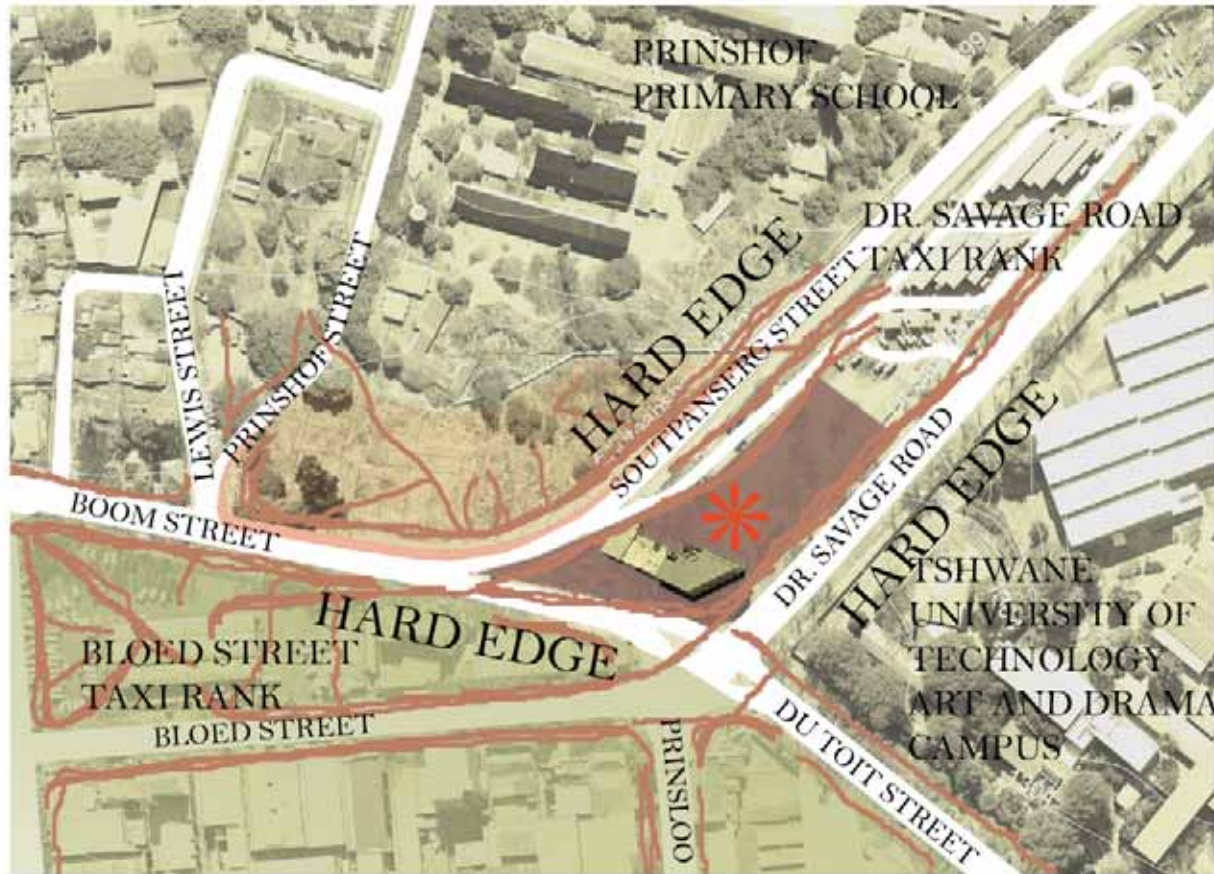 PRINSHOF
PRIMARY SCHOOL
DR. SAVAGE ROAD
TAXI RANK
HARD EDGE
SOUTPANSERG STREET
LEWIS STREET
PRINSHOF STREET
BOOM STREET
HARD EDGE
DR. SAVAGE ROAD
HARD EDGE
TSHWANE
UNIVERSITY OF
TECHNOLOGY
ART AND DRAMA
CAMPUS
BLOED STREET
TAXI RANK
BLOED STREET
PRINSLOO
DU TOIT STREET